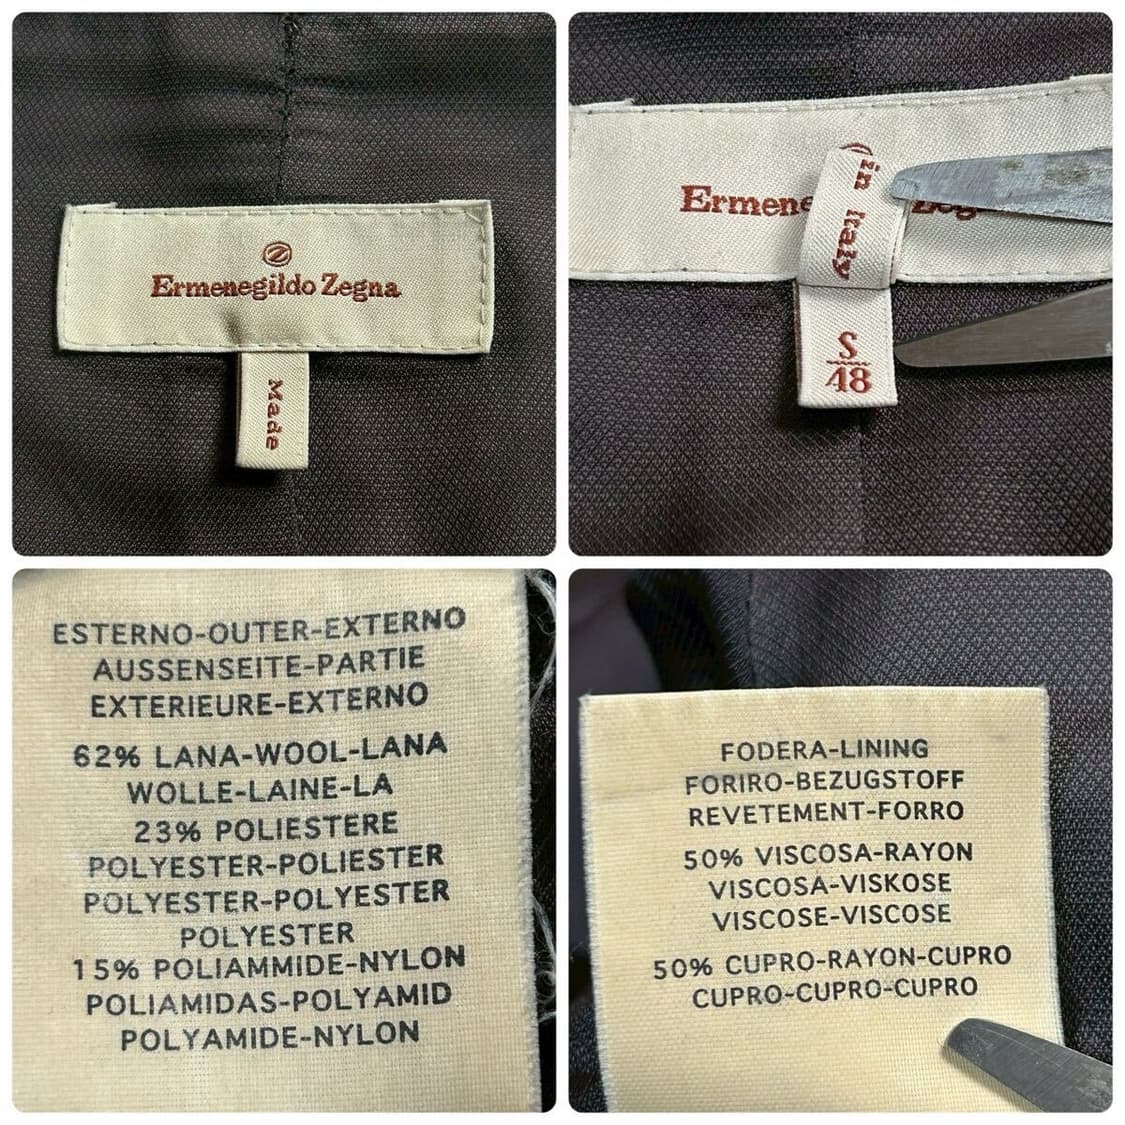 Ermenegildo Zegna
Made
Ermene
in Italy
S
48
ESTERNO-OUTER-EXTERNO
AUSSENSEITE-PARTIE
EXTERIEURE-EXTERNO
62% LANA-WOOL-LANA
WOLLE-LAINE-LA
23% POLIESTERE
POLYESTER-POLIESTER
POLYESTER-POLYESTER
POLYESTER
15% POLIAMMIDE-NYLON
POLIAMIDAS-POLYAMID
POLYAMIDE-NYLON
FODERA-LINING
FORIRO-BEZUGSTOFF
REVETEMENT-FORRO
50% VISCOSA-RAYON
VISCOSA-VISKOSE
VISCOSE-VISCOSE
50% CUPRO-RAYON-CUPRO
CUPRO-CUPRO-CUPRO